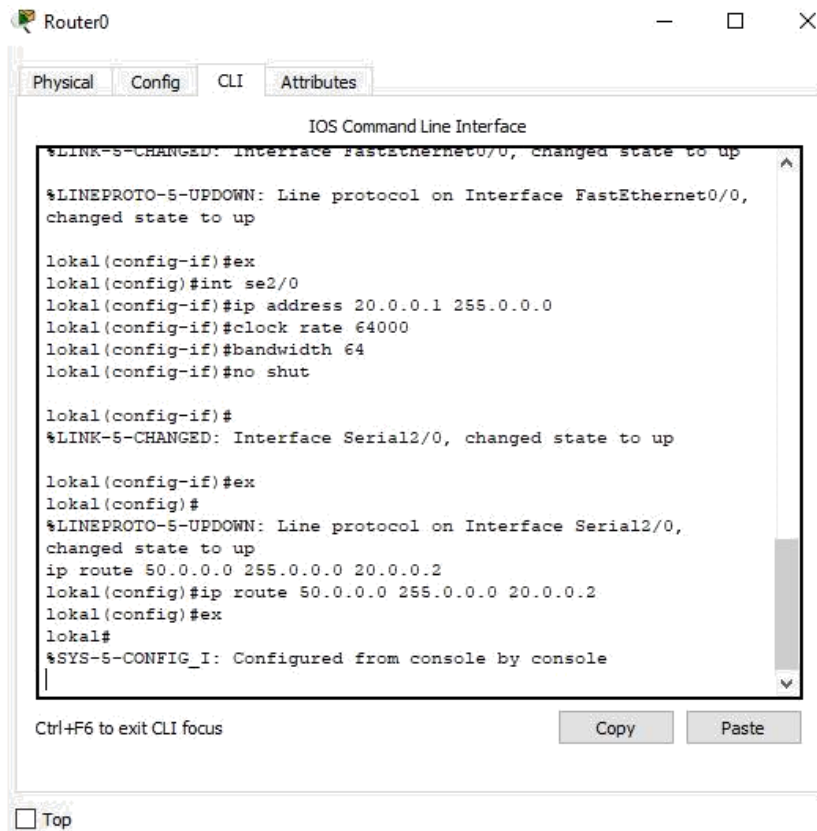 Router0
Physical Config CLI Attributes
IOS Command Line Interface
%LINK-5-CHANGED: Interface FastEthernet0/0, changed state to up
%LINEPROTO-5-UPDOWN: Line protocol on Interface FastEthernet0/0,
changed state to up
lokal(config-if)#ex
lokal(config)#int se2/0
lokal(config-if)#ip address 20.0.0.1 255.0.0.0
lokal(config-if)#clock rate 64000
lokal(config-if)#bandwidth 64
lokal(config-if)#no shut
lokal(config-if)#
%LINK-5-CHANGED: Interface Serial2/0, changed state to up
lokal(config-if)#ex
lokal(config)#
%LINEPROTO-5-UPDOWN: Line protocol on Interface Serial2/0,
changed state to up
ip route 50.0.0.0 255.0.0.0 20.0.0.2
lokal(config)#ip route 50.0.0.0 255.0.0.0 20.0.0.2
lokal(config)#ex
lokal#
%SYS-5-CONFIG_I: Configured from console by console
Ctrl+F6 to exit CLI focus
Copy Paste
Top